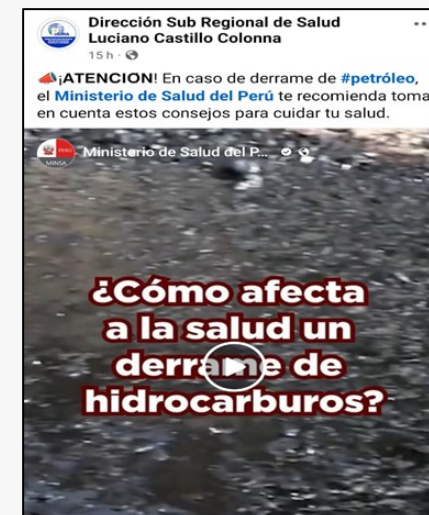 Dirección Sub Regional de Salud
Luciano Castillo Colonna
15 h ·
¡ATENCION! En caso de derrame de #petróleo,
el Ministerio de Salud del Perú te recomienda toma
en cuenta estos consejos para cuidar tu salud.
PERÚ Ministerio de Salud del P...
MINSA
¿Cómo afecta
a la salud un
derrame de
hidrocarburos?